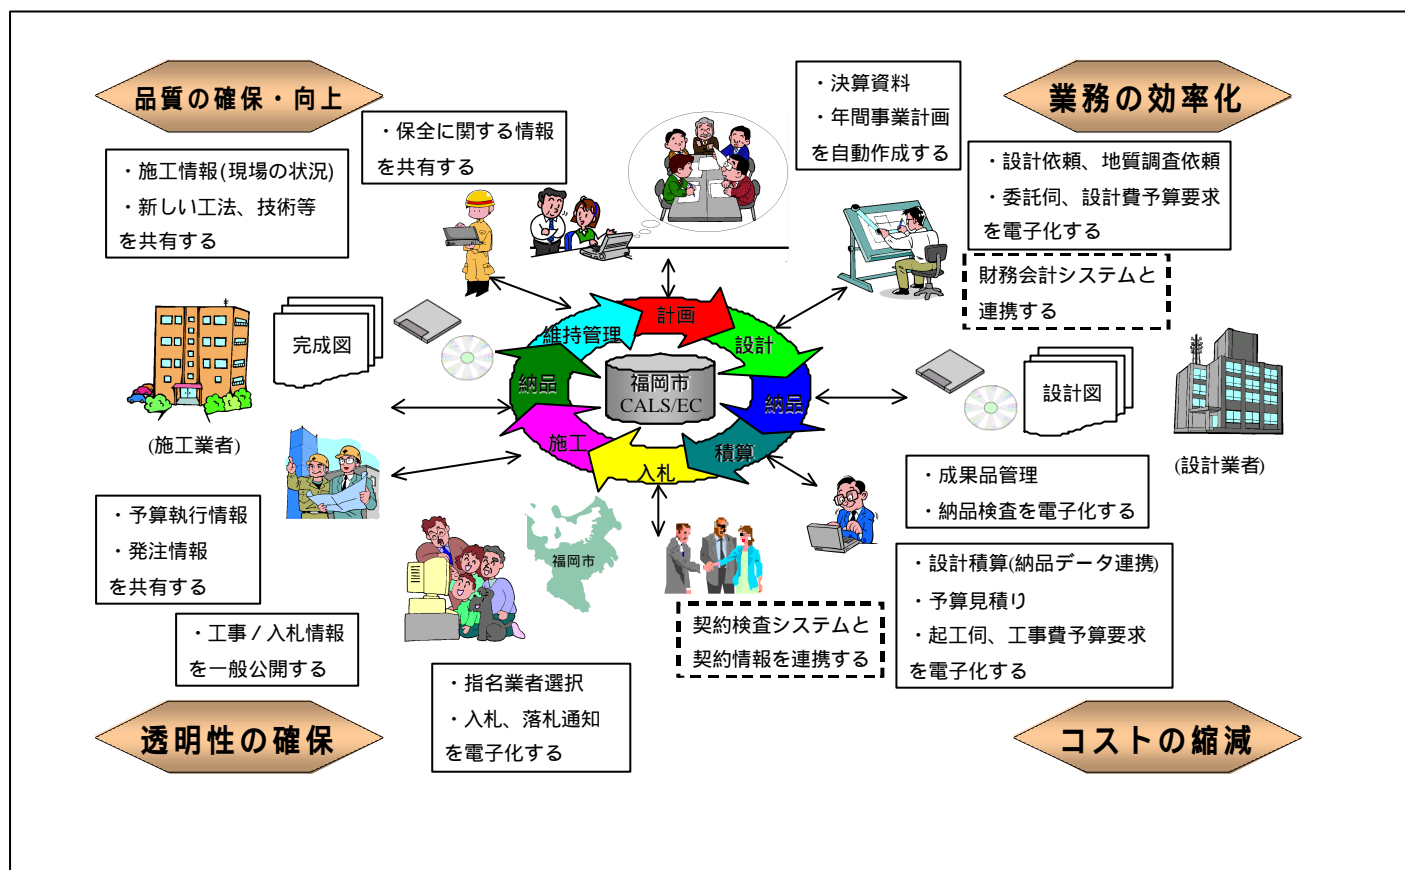 品質の確保・向上
業務の効率化
・保全に関する情報
を共有する
・決算資料
・年間事業計画
を自動作成する
・施工情報(現場の状況)
・新しい工法、技術等
を共有する
・設計依頼、地質調査依頼
・委託伺、設計費予算要求
を電子化する
財務会計システムと
連携する
計画
維持管理
設計
完成図
納品
福岡市
CALS/EC
納品
設計図
施工
積算
入札
(施工業者)
(設計業者)
・成果品管理
・納品検査を電子化する
・予算執行情報
・発注情報
を共有する
福岡市
・設計積算(納品データ連携)
・予算見積り
・起工伺、工事費予算要求
を電子化する
・工事/入札情報
を一般公開する
契約検査システムと
契約情報を連携する
・指名業者選択
・入札、落札通知
を電子化する
透明性の確保
コストの縮減